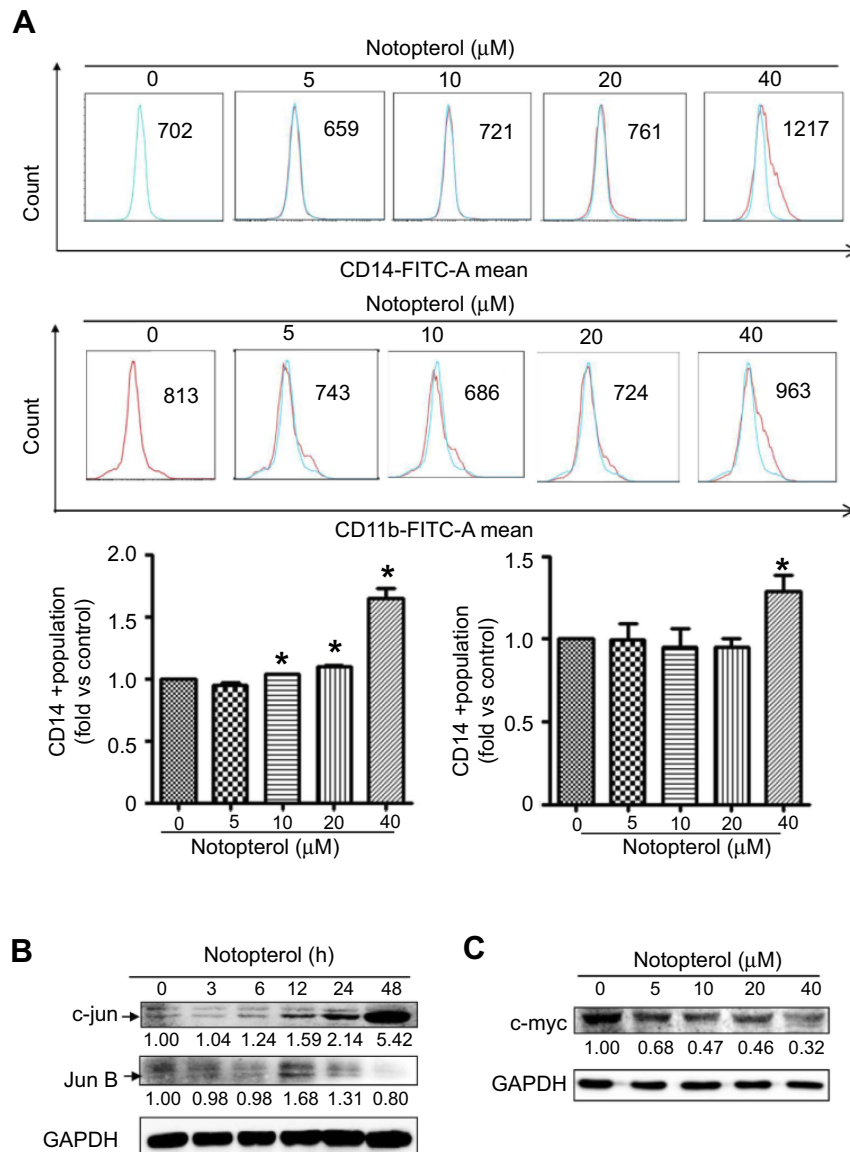 A
Notopterol (μM)
0 5 10 20 40
702 659 721 761 1217
Count
CD14-FITC-A mean
Notopterol (μM)
0 5 10 20 40
813 743 686 724 963
Count
CD11b-FITC-A mean
CD14 +population
(fold vs control)
2.0
1.5
1.0
0.5
0
* * *
0 5 10 20 40
Notopterol (μM)
CD14 +population
(fold vs control)
1.5
1.0
0.5
0
*
0 5 10 20 40
Notopterol (μM)
B
Notopterol (h)
0 3 6 12 24 48
c-jun
1.00 1.04 1.24 1.59 2.14 5.42
Jun B
1.00 0.98 0.98 1.68 1.31 0.80
GAPDH
C
Notopterol (μM)
0 5 10 20 40
c-myc
1.00 0.68 0.47 0.46 0.32
GAPDH